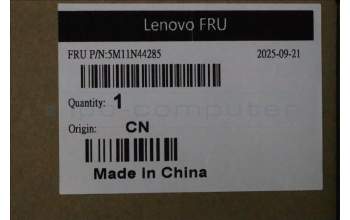 Lenovo FRU
FRU P/N:5M11N44285 2025-09-21
Quantity: 1
Origin: CN
Made In China